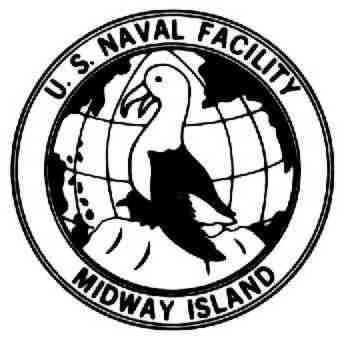 U. S. NAVAL FACILITY
MIDWAY ISLAND